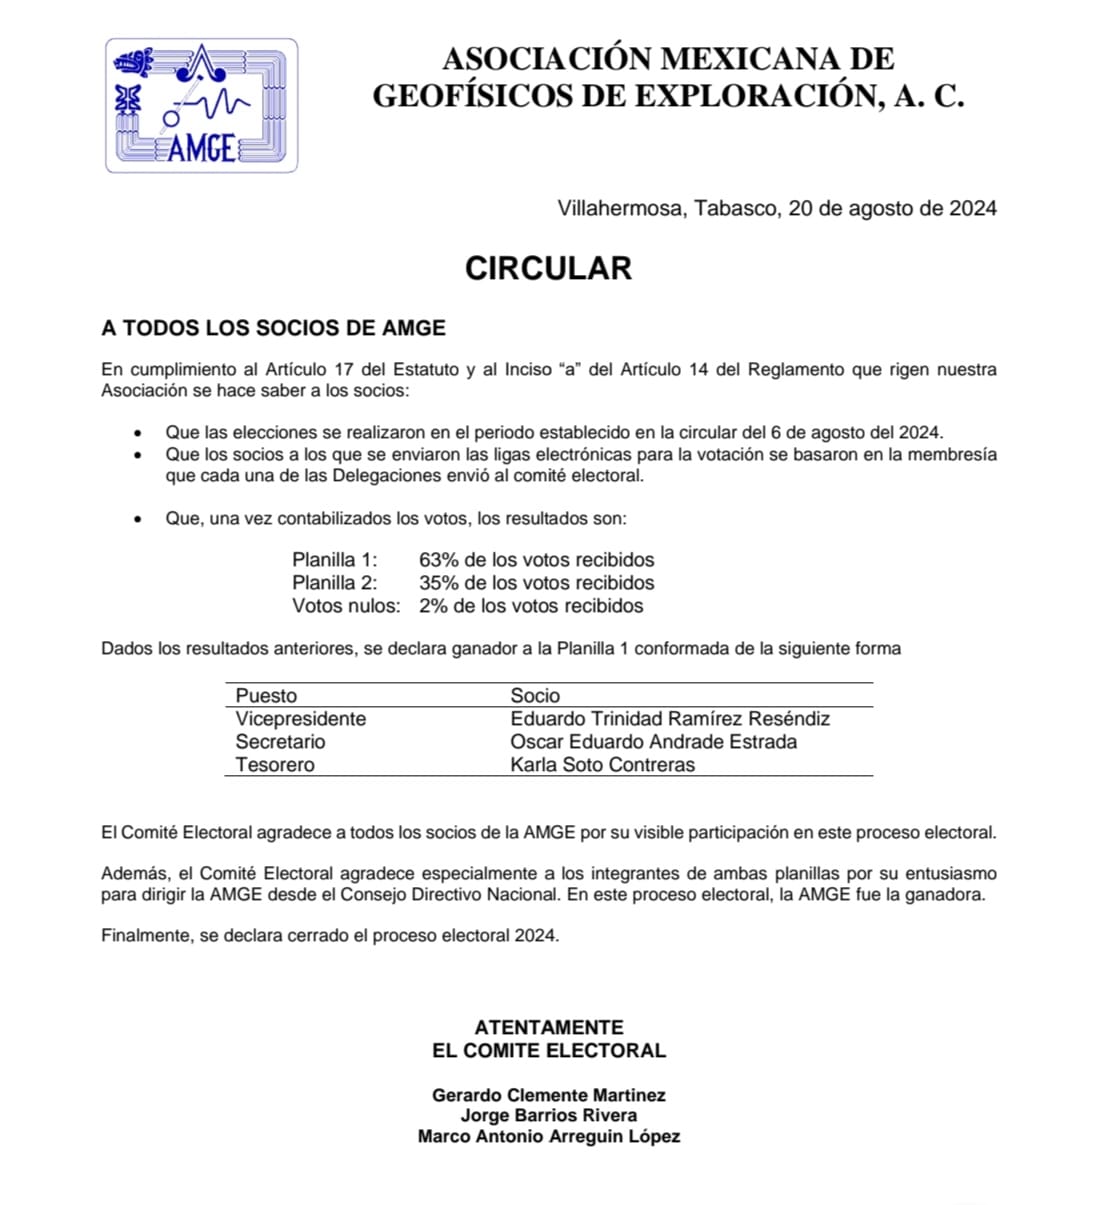 AMGE
ASOCIACIÓN MEXICANA DE
GEOFÍSICOS DE EXPLORACIÓN, A. C.
Villahermosa, Tabasco, 20 de agosto de 2024
CIRCULAR
A TODOS LOS SOCIOS DE AMGE
En cumplimiento al Artículo 17 del Estatuto y al Inciso “a” del Artículo 14 del Reglamento que rigen nuestra
Asociación se hace saber a los socios:
• Que las elecciones se realizaron en el periodo establecido en la circular del 6 de agosto del 2024.
• Que los socios a los que se enviaron las ligas electrónicas para la votación se basaron en la membresía
que cada una de las Delegaciones envió al comité electoral.
• Que, una vez contabilizados los votos, los resultados son:
Planilla 1: 63% de los votos recibidos
Planilla 2: 35% de los votos recibidos
Votos nulos: 2% de los votos recibidos
Dados los resultados anteriores, se declara ganador a la Planilla 1 conformada de la siguiente forma
Puesto Socio
Vicepresidente Eduardo Trinidad Ramírez Reséndiz
Secretario Oscar Eduardo Andrade Estrada
Tesorero Karla Soto Contreras
El Comité Electoral agradece a todos los socios de la AMGE por su visible participación en este proceso electoral.
Además, el Comité Electoral agradece especialmente a los integrantes de ambas planillas por su entusiasmo
para dirigir la AMGE desde el Consejo Directivo Nacional. En este proceso electoral, la AMGE fue la ganadora.
Finalmente, se declara cerrado el proceso electoral 2024.
ATENTAMENTE
EL COMITE ELECTORAL
Gerardo Clemente Martinez
Jorge Barrios Rivera
Marco Antonio Arreguin López